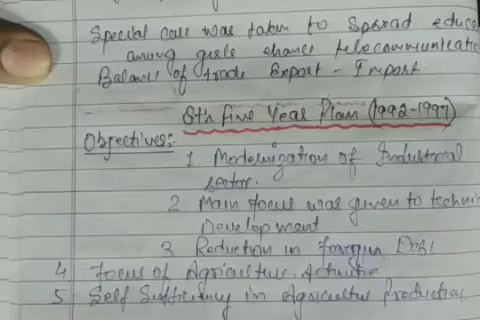 Special care was taken to Spread educa
among girls chance telecommunicatio
Balance of trade Export - Import
8th five Year Plan (1992-1997)
Objectives:-
1 Modernization of Industrial
sector.
2 Main focus was given to techni
Development
3 Reduction in foreign Debt
4 Focus of Agriculture Activities
5 Self Sufficiency in Agriculture Production